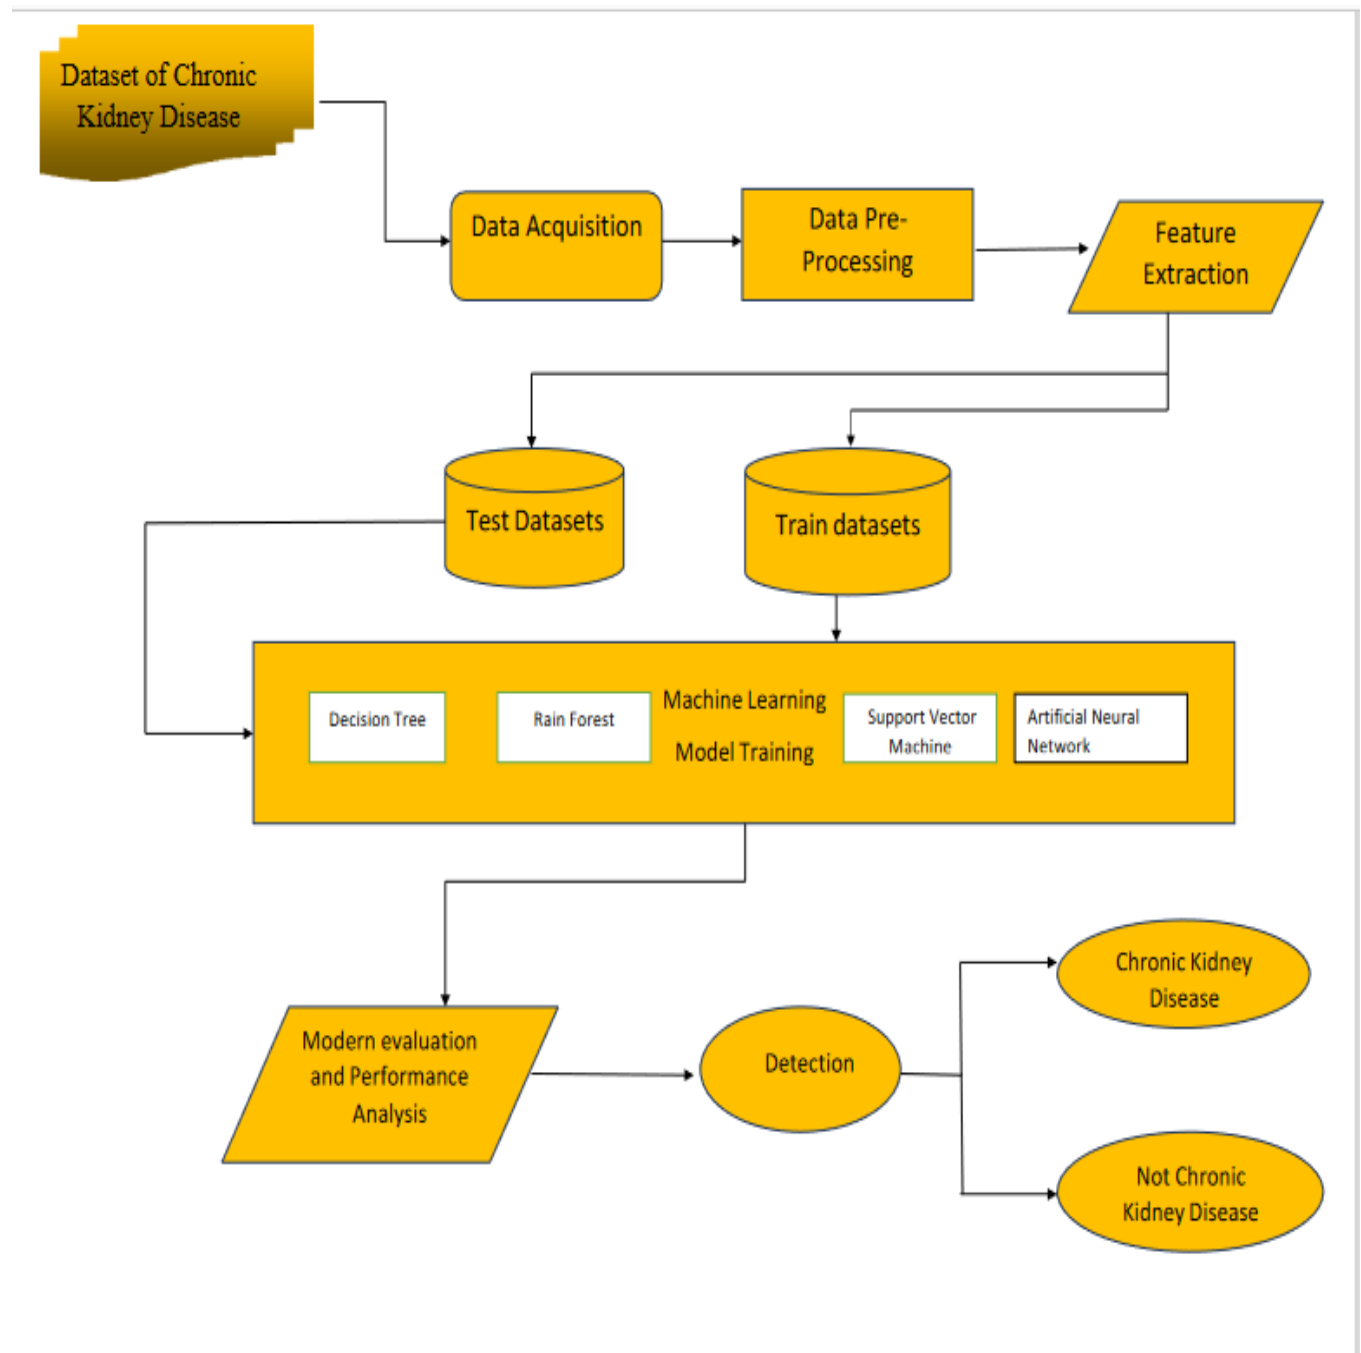 Dataset of Chronic
Kidney Disease
Data Acquisition
Data Pre-
Processing
Feature
Extraction
Test Datasets
Train datasets
Machine Learning
Model Training
Decision Tree
Rain Forest
Support Vector
Machine
Artificial Neural
Network
Modern evaluation
and Performance
Analysis
Detection
Chronic Kidney
Disease
Not Chronic
Kidney Disease